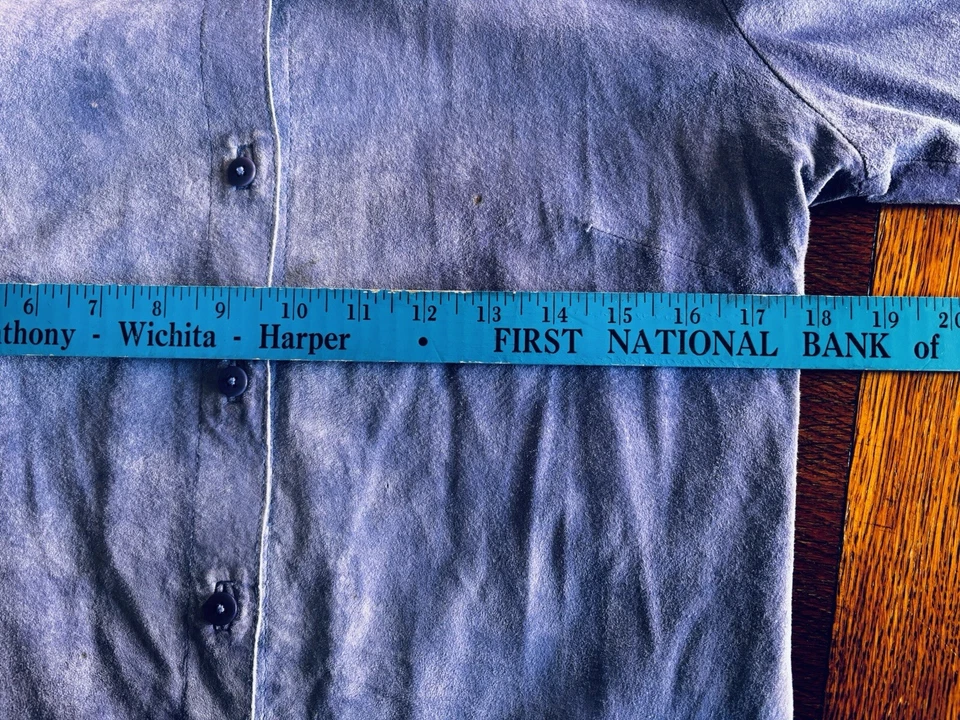 6 7 8 9 10 11 12 13 14 15 16 17 18 19
- Wichita - Harper • FIRST NATIONAL BANK of